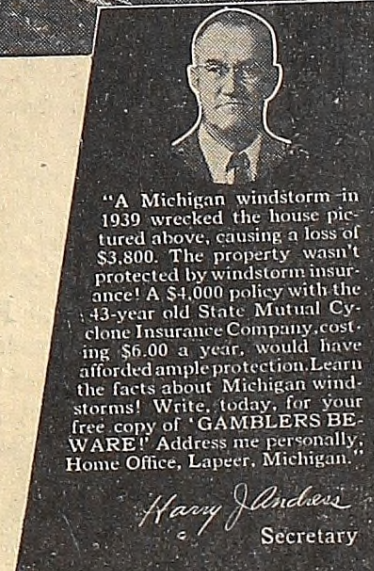 "A Michigan windstorm in
1939 wrecked the house pic-
tured above, causing a loss of
$3,800. The property wasn't
protected by windstorm insur-
ance! A $4,000 policy with the
43-year old State Mutual Cy-
clone Insurance Company, cost-
ing $6.00 a year, would have
afforded ample protection. Learn
the facts about Michigan wind-
storms! Write, today, for your
free copy of 'GAMBLERS BE-
WARE!' Address me personally,
Home Office, Lapeer, Michigan."
Harry J Andress
Secretary